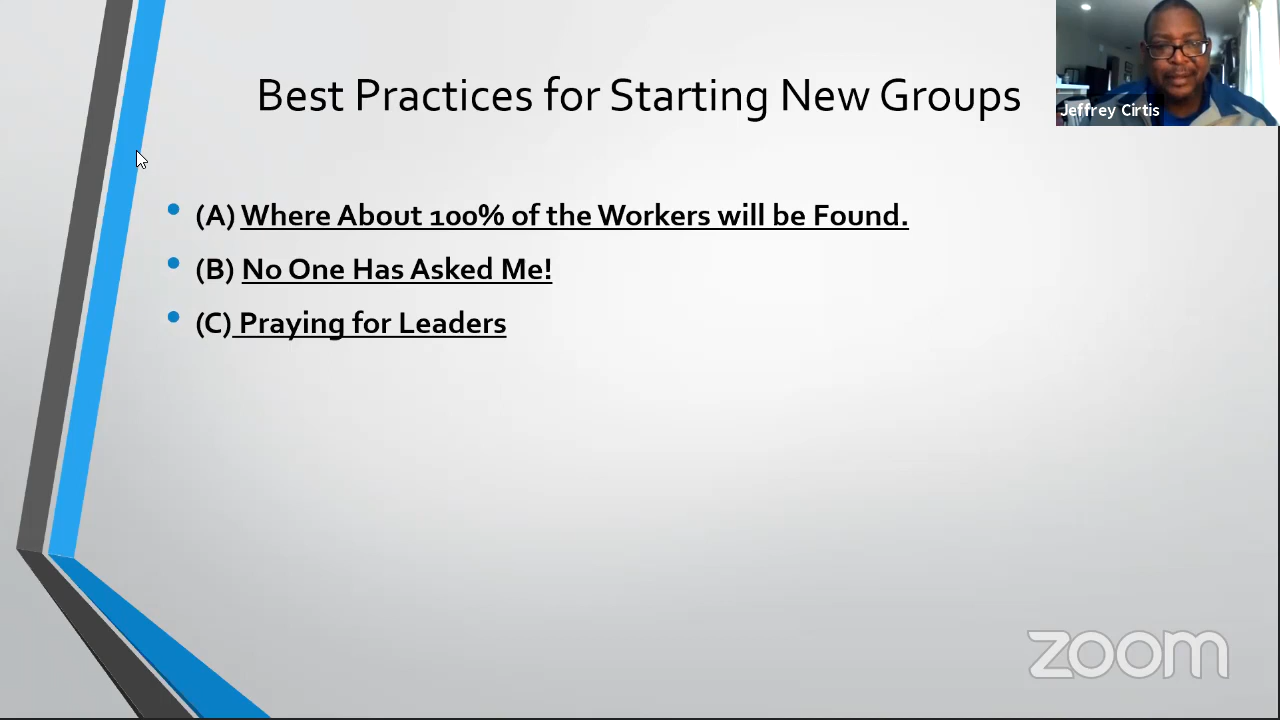 Best Practices for Starting New Groups
Jeffrey Cirtis
• (A) Where About 100% of the Workers will be Found.
• (B) No One Has Asked Me!
• (C) Praying for Leaders
zoom